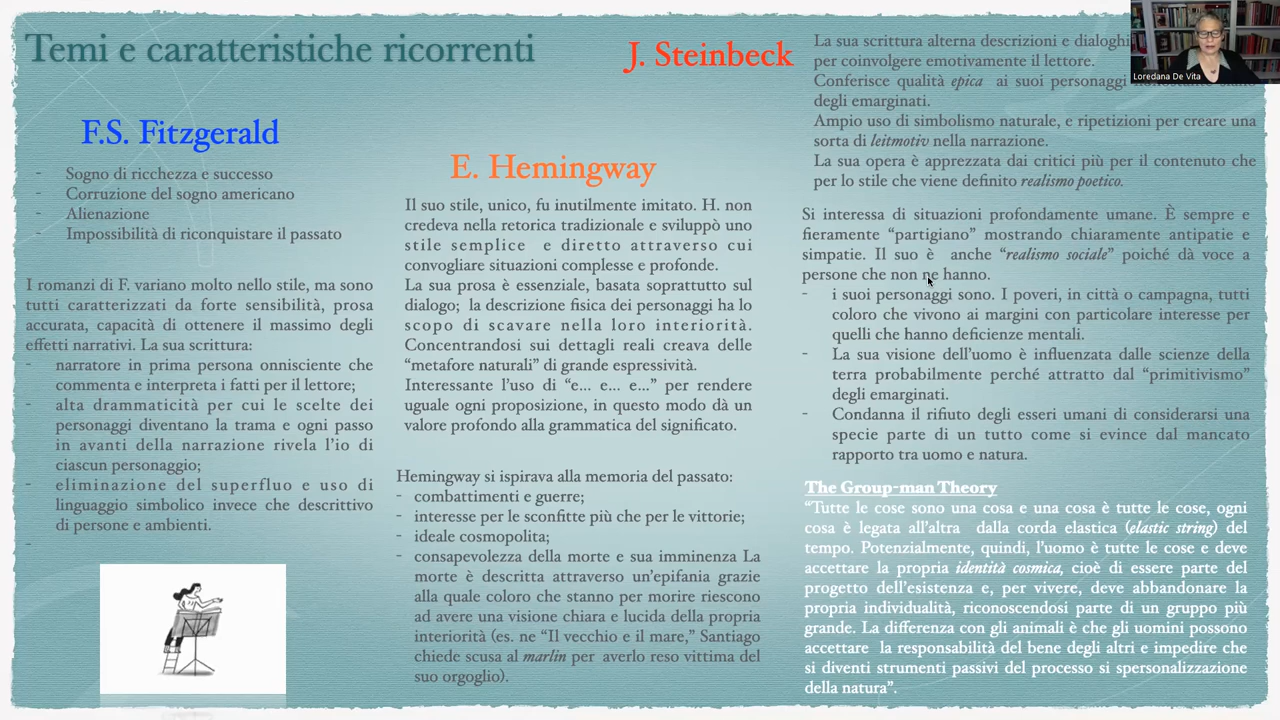 Temi e caratteristiche ricorrenti
F.S. Fitzgerald
- Sogno di ricchezza e successo
- Corruzione del sogno americano
- Alienazione
- Impossibilità di riconquistare il passato
I romanzi di F. variano molto nello stile, ma sono
tutti caratterizzati da forte sensibilità, prosa
accurata, capacità di ottenere il massimo degli
effetti narrativi. La sua scrittura:
- narratore in prima persona onnisciente che
commenta e interpreta i fatti per il lettore;
- alta drammaticità per cui le scelte dei
personaggi diventano la trama e ogni passo
in avanti della narrazione rivela l'io di
ciascun personaggio;
- eliminazione del superfluo e uso di
linguaggio simbolico invece che descrittivo
di persone e ambienti.
-
E. Hemingway
Il suo stile, unico, fu inutilmente imitato. H. non
credeva nella retorica tradizionale e sviluppò uno
stile semplice e diretto attraverso cui
convogliare situazioni complesse e profonde.
La sua prosa è essenziale, basata soprattutto sul
dialogo; la descrizione fisica dei personaggi ha lo
scopo di scavare nella loro interiorità.
Concentrandosi sui dettagli reali creava delle
"metafore naturali" di grande espressività.
Interessante l'uso di "e... e... e..." per rendere
uguale ogni proposizione, in questo modo dà un
valore profondo alla grammatica del significato.
Hemingway si ispirava alla memoria del passato:
- combattimenti e guerre;
- interesse per le sconfitte più che per le vittorie;
- ideale cosmopolita;
- consapevolezza della morte e sua imminenza La
morte è descritta attraverso un'epifania grazie
alla quale coloro che stanno per morire riescono
ad avere una visione chiara e lucida della propria
interiorità (es. ne "Il vecchio e il mare," Santiago
chiede scusa al marlin per averlo reso vittima del
suo orgoglio).
J. Steinbeck
La sua scrittura alterna descrizioni e dialoghi
per coinvolgere emotivamente il lettore.
Conferisce qualità epica ai suoi personaggi
degli emarginati.
Ampio uso di simbolismo naturale, e ripetizioni per creare una
sorta di leitmotiv nella narrazione.
La sua opera è apprezzata dai critici più per il contenuto che
per lo stile che viene definito realismo poetico.
Si interessa di situazioni profondamente umane. È sempre e
fieramente "partigiano" mostrando chiaramente antipatie e
simpatie. Il suo è anche "realismo sociale" poiché dà voce a
persone che non ne hanno.
- i suoi personaggi sono. I poveri, in città o campagna, tutti
coloro che vivono ai margini con particolare interesse per
quelli che hanno deficienze mentali.
- La sua visione dell'uomo è influenzata dalle scienze della
terra probabilmente perché attratto dal "primitivismo"
degli emarginati.
- Condanna il rifiuto degli esseri umani di considerarsi una
specie parte di un tutto come si evince dal mancato
rapporto tra uomo e natura.
The Group-man Theory
"Tutte le cose sono una cosa e una cosa è tutte le cose, ogni
cosa è legata all'altra dalla corda elastica (elastic string) del
tempo. Potenzialmente, quindi, l'uomo è tutte le cose e deve
accettare la propria identità cosmica, cioè di essere parte del
progetto dell'esistenza e, per vivere, deve abbandonare la
propria individualità, riconoscendosi parte di un gruppo più
grande. La differenza con gli animali è che gli uomini possono
accettare la responsabilità del bene degli altri e impedire che
si diventi strumenti passivi del processo si spersonalizzazione
della natura".
Loredana De Vita